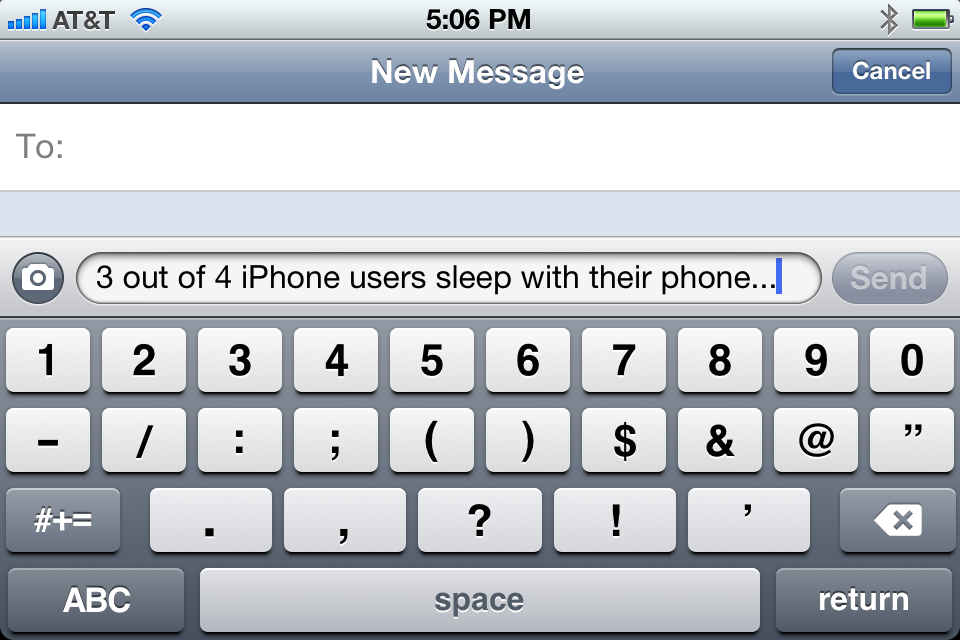 AT&T 5:06 PM
New Message Cancel
To:
3 out of 4 iPhone users sleep with their phone... Send
1 2 3 4 5 6 7 8 9 0
- / : ; ( ) $ & @ ”
#+= . , ? ! ’
ABC space return